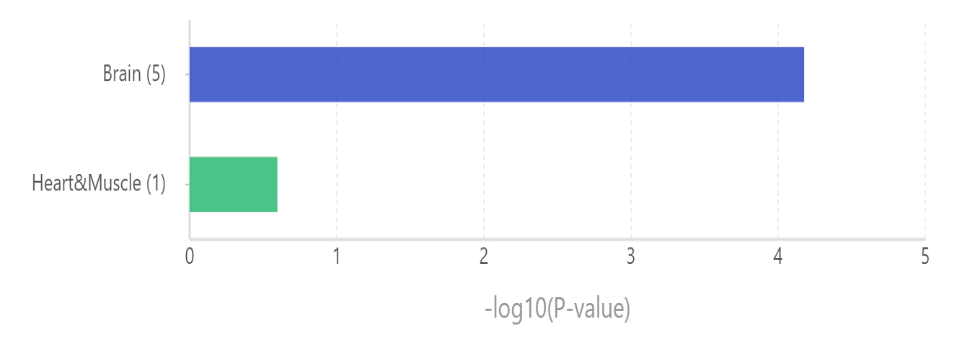 Brain (5)
Heart&Muscle (1)
0 1 2 3 4 5
-log10(P-value)